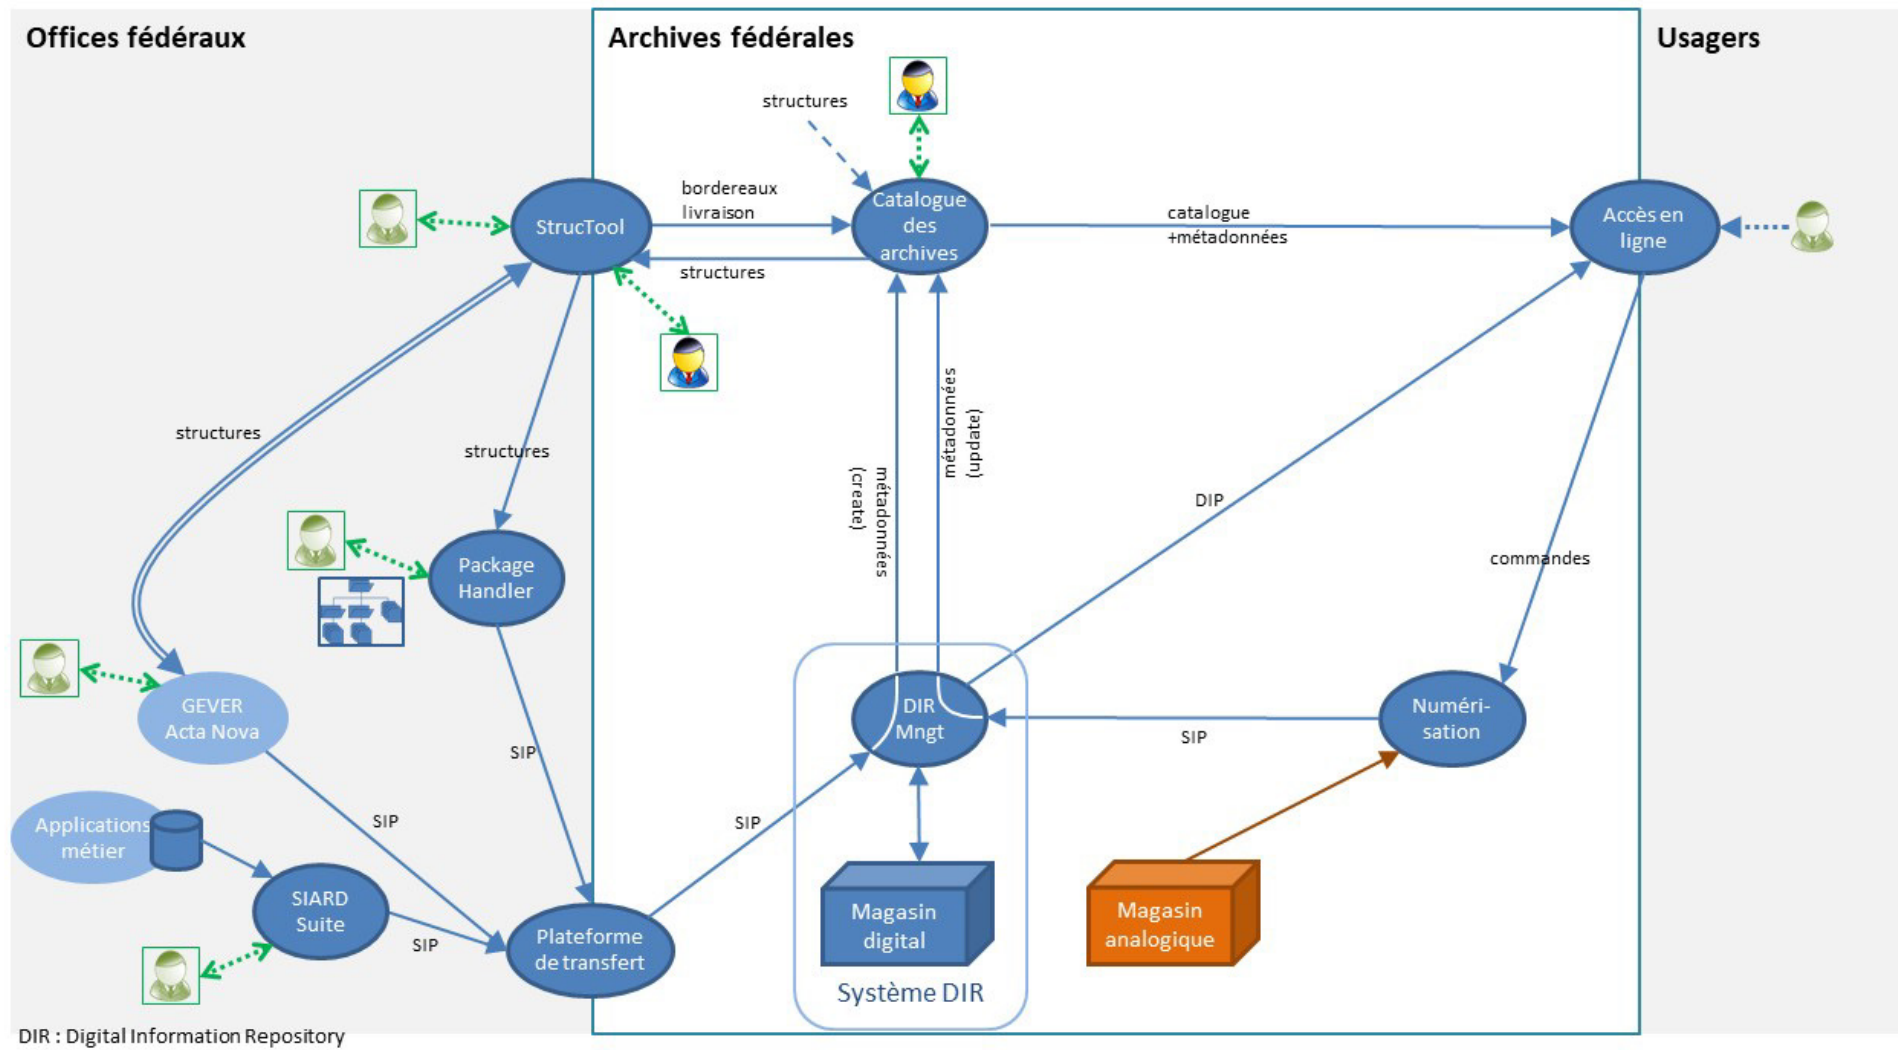 Offices fédéraux
Archives fédérales
Usagers
structures
StrucTool
bordereaux
livraison
Catalogue
des
archives
catalogue
+métadonnées
Accès en
ligne
structures
structures
structures
métadonnées
(create)
métadonnées
(update)
DIP
commandes
Package
Handler
GEVER
Acta Nova
SIP
DIR
Mngt
SIP
Numéri-
sation
Applications
métier
SIP
SIP
SIARD
Suite
SIP
Plateforme
de transfert
Magasin
digital
Magasin
analogique
Système DIR
DIR : Digital Information Repository